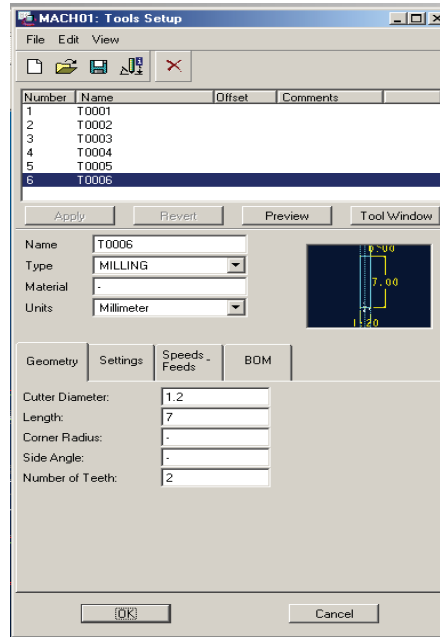 MACH01: Tools Setup
File Edit View
Number Name Offset Comments
1 T0001
2 T0002
3 T0003
4 T0004
5 T0005
6 T0006
Apply Revert Preview Tool Window
Name T0006
Type MILLING
Material -
Units Millimeter
7.00
1.20
Geometry Settings Speeds - Feeds BOM
Cutter Diameter: 1.2
Length: 7
Corner Radius: -
Side Angle: -
Number of Teeth: 2
OK Cancel